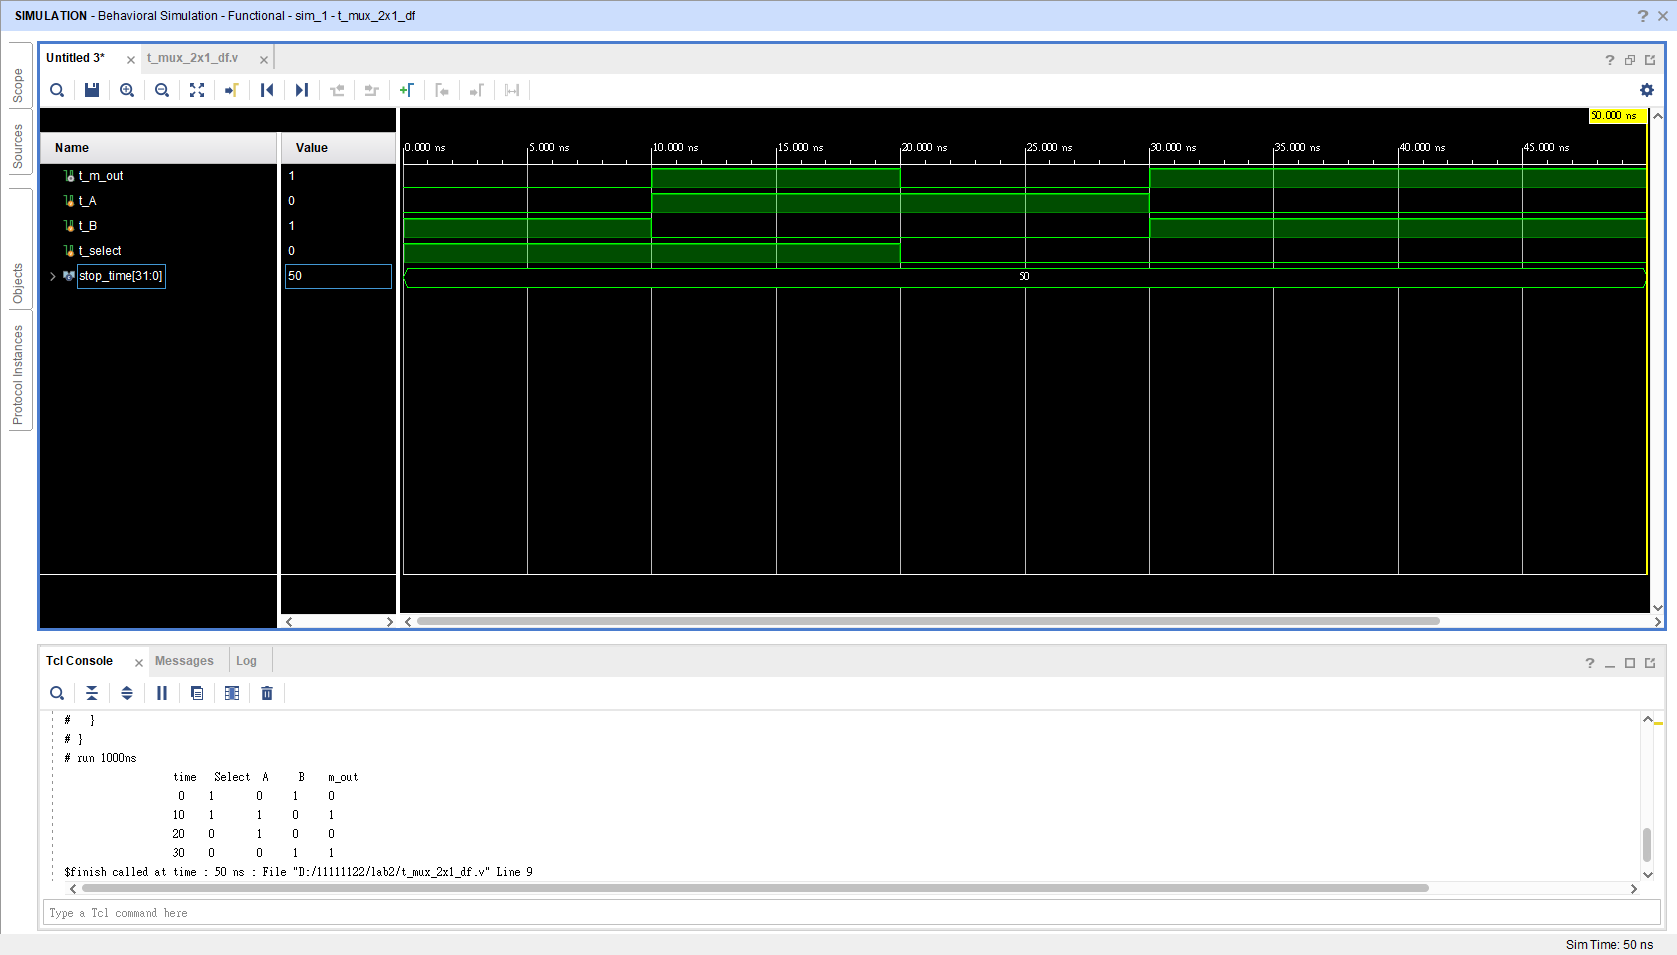 SIMULATION - Behavioral Simulation - Functional - sim_1 - t_mux_2x1_df
Scope
Sources
Objects
Protocol Instances
Untitled 3*
t_mux_2x1_df.v
50.000 ns
Name Value
0.000 ns 5.000 ns 10.000 ns 15.000 ns 20.000 ns 25.000 ns 30.000 ns 35.000 ns 40.000 ns 45.000 ns
t_m_out 1
t_A 0
t_B 1
t_select 0
stop_time[31:0] 50 50
Tcl Console Messages Log
# }
# }
# run 1000ns
time Select A B m_out
0 1 0 1 0
10 1 1 0 1
20 0 1 0 0
30 0 0 1 1
$finish called at time : 50 ns : File "D:/11111122/lab2/t_mux_2x1_df.v" Line 9
Type a Tcl command here
Sim Time: 50 ns